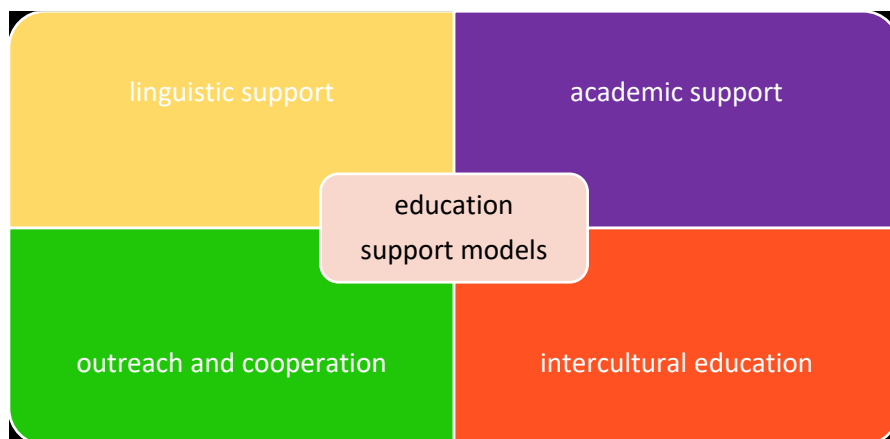 linguistic support
academic support
education
support models
outreach and cooperation
intercultural education